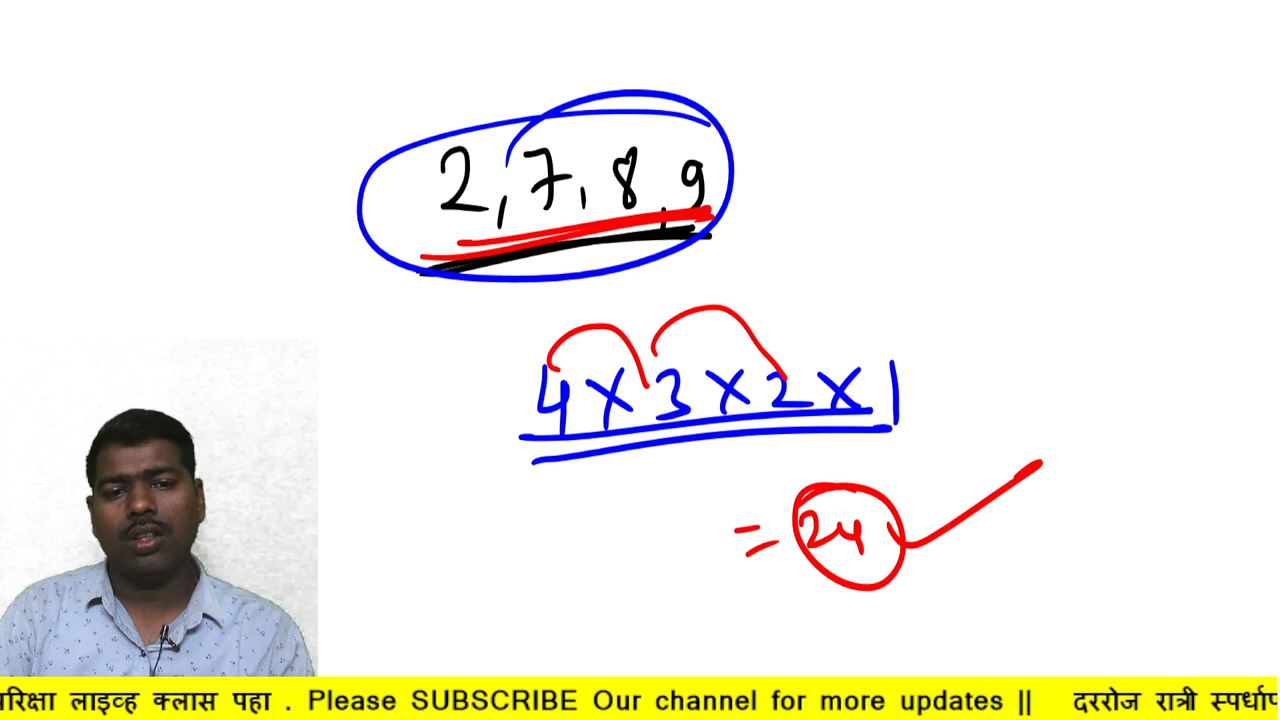 2, 7, 8, 9
4 × 3 × 2 × 1
= 24
परिक्षा लाइव्ह क्लास पहा . Please SUBSCRIBE Our channel for more updates || दररोज रात्री